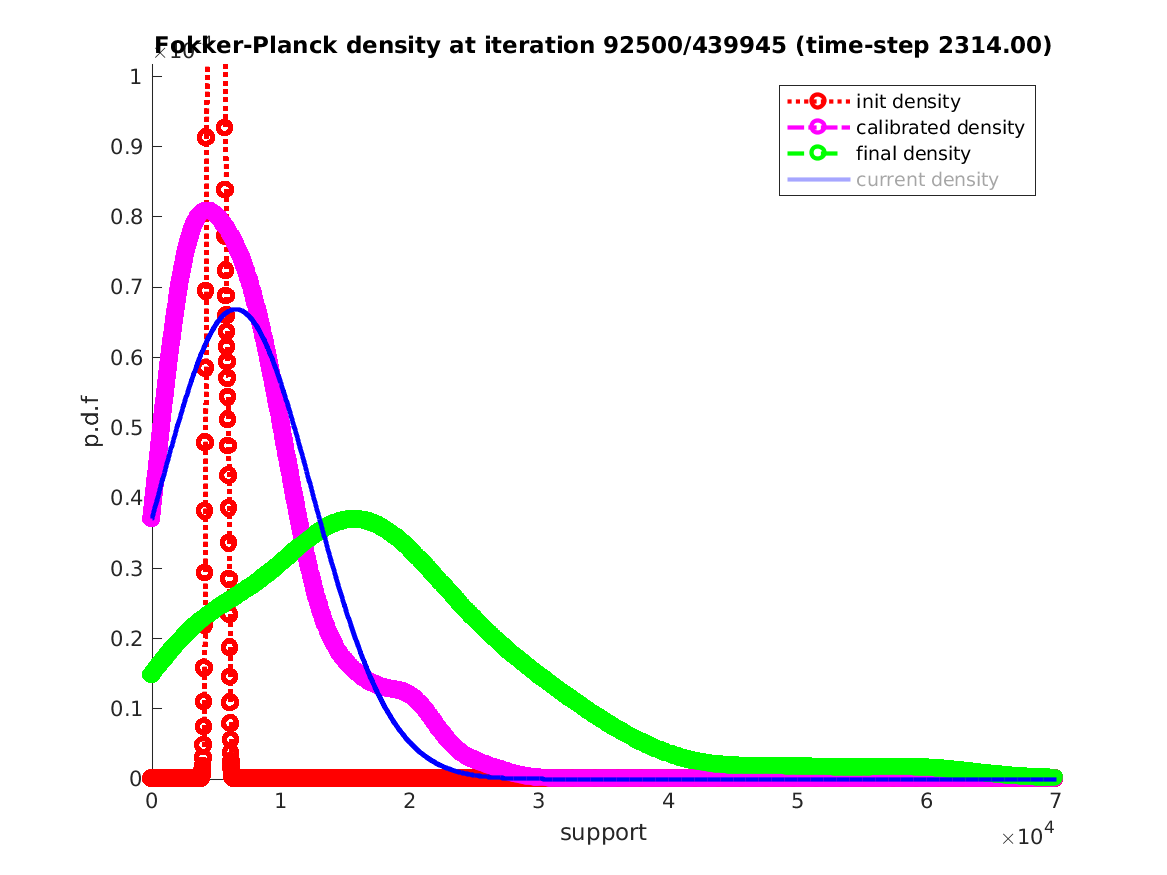 Fokker-Planck density at iteration 92500/439945 (time-step 2314.00)
×10
init density
calibrated density
final density
current density
1
0.9
0.8
0.7
0.6
0.5
0.4
0.3
0.2
0.1
0
p.d.f
0 1 2 3 4 5 6 7
support
×10^4